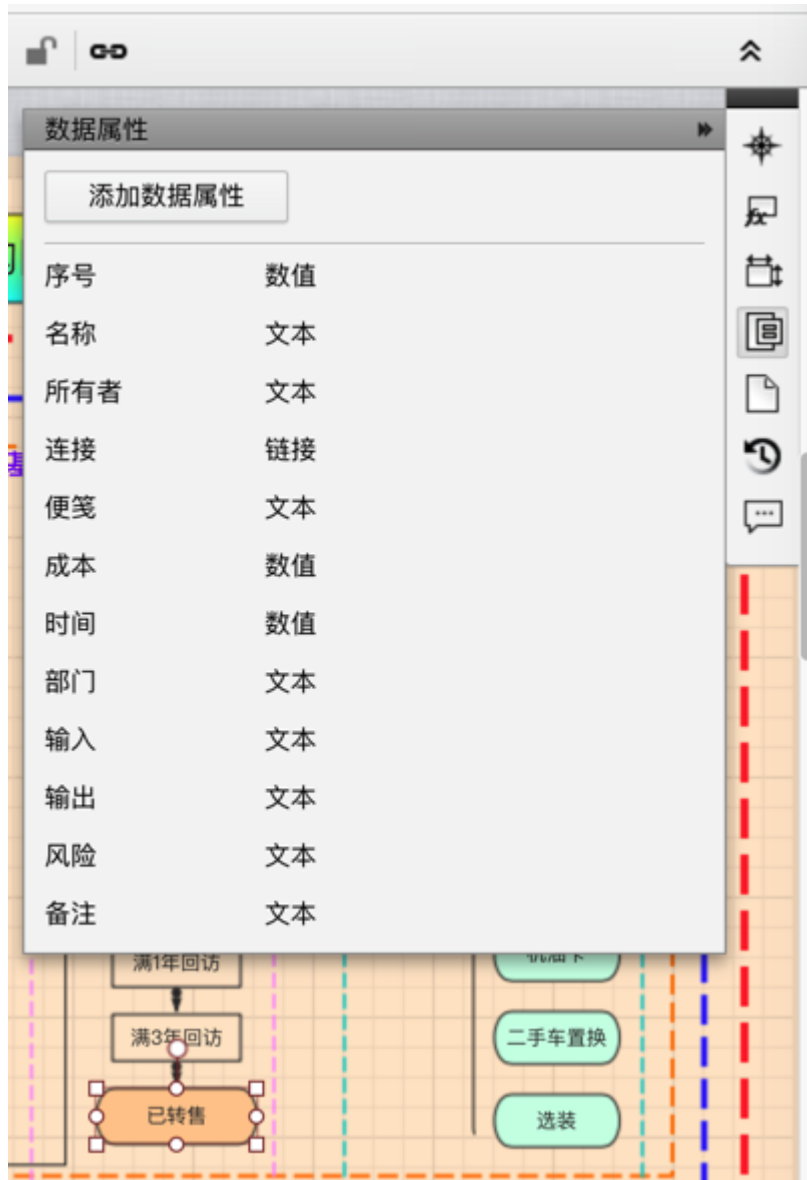 数据属性
添加数据属性
序号 数值
名称 文本
所有者 文本
连接 链接
便笺 文本
成本 数值
时间 数值
部门 文本
输入 文本
输出 文本
风险 文本
备注 文本
满1年回访
满3年回访
二手车置换
已转售
选装